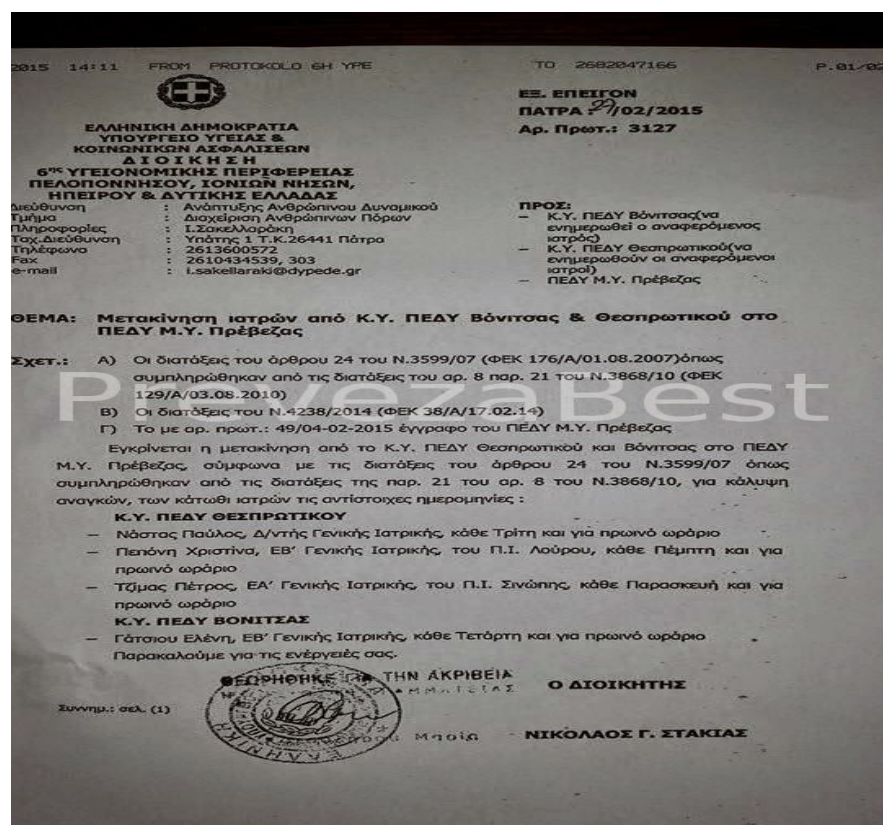 2015 14:11 FROM PROTOKOLO 6H YPE TO 2682047166 P.01/02
ΕΞ. ΕΠΕΙΓΟΝ
ΠΑΤΡΑ : 27/02/2015
Αρ. Πρωτ.: 3127
ΕΛΛΗΝΙΚΗ ΔΗΜΟΚΡΑΤΙΑ
ΥΠΟΥΡΓΕΙΟ ΥΓΕΙΑΣ &
ΚΟΙΝΩΝΙΚΩΝ ΑΣΦΑΛΙΣΕΩΝ
ΔΙΟΙΚΗΣΗ
6ης ΥΓΕΙΟΝΟΜΙΚΗΣ ΠΕΡΙΦΕΡΕΙΑΣ
ΠΕΛΟΠΟΝΝΗΣΟΥ, ΙΟΝΙΩΝ ΝΗΣΩΝ,
ΗΠΕΙΡΟΥ & ΔΥΤΙΚΗΣ ΕΛΛΑΔΑΣ
Διεύθυνση : Ανάπτυξης Ανθρώπινου Δυναμικού
Τμήμα : Διαχείριση Ανθρώπινων Πόρων
Πληροφορίες : Ι.Σακελλαράκη
Ταχ.Διεύθυνση : Υπάτης 1 Τ.Κ.26441 Πάτρα
Τηλέφωνο : 2613600572
Fax : 2610434539, 303
e-mail : i.sakellaraki@dypede.gr
ΠΡΟΣ:
– Κ.Υ. ΠΕΔΥ Βόνιτσας(να
ενημερωθεί ο αναφερόμενος
ιατρός)
– Κ.Υ. ΠΕΔΥ Θεσπρωτικού(να
ενημερωθούν οι αναφερόμενοι
ιατροί)
– ΠΕΔΥ Μ.Υ. Πρέβεζας
ΘΕΜΑ: Μετακίνηση ιατρών από Κ.Υ. ΠΕΔΥ Βόνιτσας & Θεσπρωτικού στο
ΠΕΔΥ Μ.Υ. Πρέβεζας
Σχετ.: Α) Οι διατάξεις του άρθρου 24 του Ν.3599/07 (ΦΕΚ 176/Α/01.08.2007)όπως
συμπληρώθηκαν από τις διατάξεις του αρ. 8 παρ. 21 του Ν.3868/10 (ΦΕΚ
129/Α/03.08.2010)
PrevezaBest
Β) Οι διατάξεις του Ν.4238/2014 (ΦΕΚ 38/Α/17.02.14)
Γ) Το με αρ. πρωτ.: 49/04-02-2015 έγγραφο του ΠΕΔΥ Μ.Υ. Πρέβεζας
Εγκρίνεται η μετακίνηση από το Κ.Υ. ΠΕΔΥ Θεσπρωτικού και Βόνιτσας στο ΠΕΔΥ
Μ.Υ. Πρέβεζας, σύμφωνα με τις διατάξεις του άρθρου 24 του Ν.3599/07 όπως
συμπληρώθηκαν από τις διατάξεις της παρ. 21 του αρ. 8 του Ν.3868/10, για κάλυψη
αναγκών, των κάτωθι ιατρών τις αντίστοιχες ημερομηνίες :
Κ.Υ. ΠΕΔΥ ΘΕΣΠΡΩΤΙΚΟΥ
– Νάστος Παύλος, Δ/ντής Γενικής Ιατρικής, κάθε Τρίτη και για πρωινό ωράριο
– Πεπόνη Χριστίνα, ΕΒ’ Γενικής Ιατρικής, του Π.Ι. Λούρου, κάθε Πέμπτη και για
πρωινό ωράριο
– Τζίμας Πέτρος, ΕΑ’ Γενικής Ιατρικής, του Π.Ι. Σινώπης, κάθε Παρασκευή και για
πρωινό ωράριο
Κ.Υ. ΠΕΔΥ ΒΟΝΙΤΣΑΣ
– Γάτσιου Ελένη, ΕΒ’ Γενικής Ιατρικής, κάθε Τετάρτη και για πρωινό ωράριο
Παρακαλούμε για τις ενέργειές σας.
ΘΕΩΡΗΘΗΚΕ ΓΙΑ ΤΗΝ ΑΚΡΙΒΕΙΑ
Ο ΔΙΟΙΚΗΤΗΣ
Συννημ.: σελ. (1)
Μαρία
ΝΙΚΟΛΑΟΣ Γ. ΣΤΑΚΙΑΣ